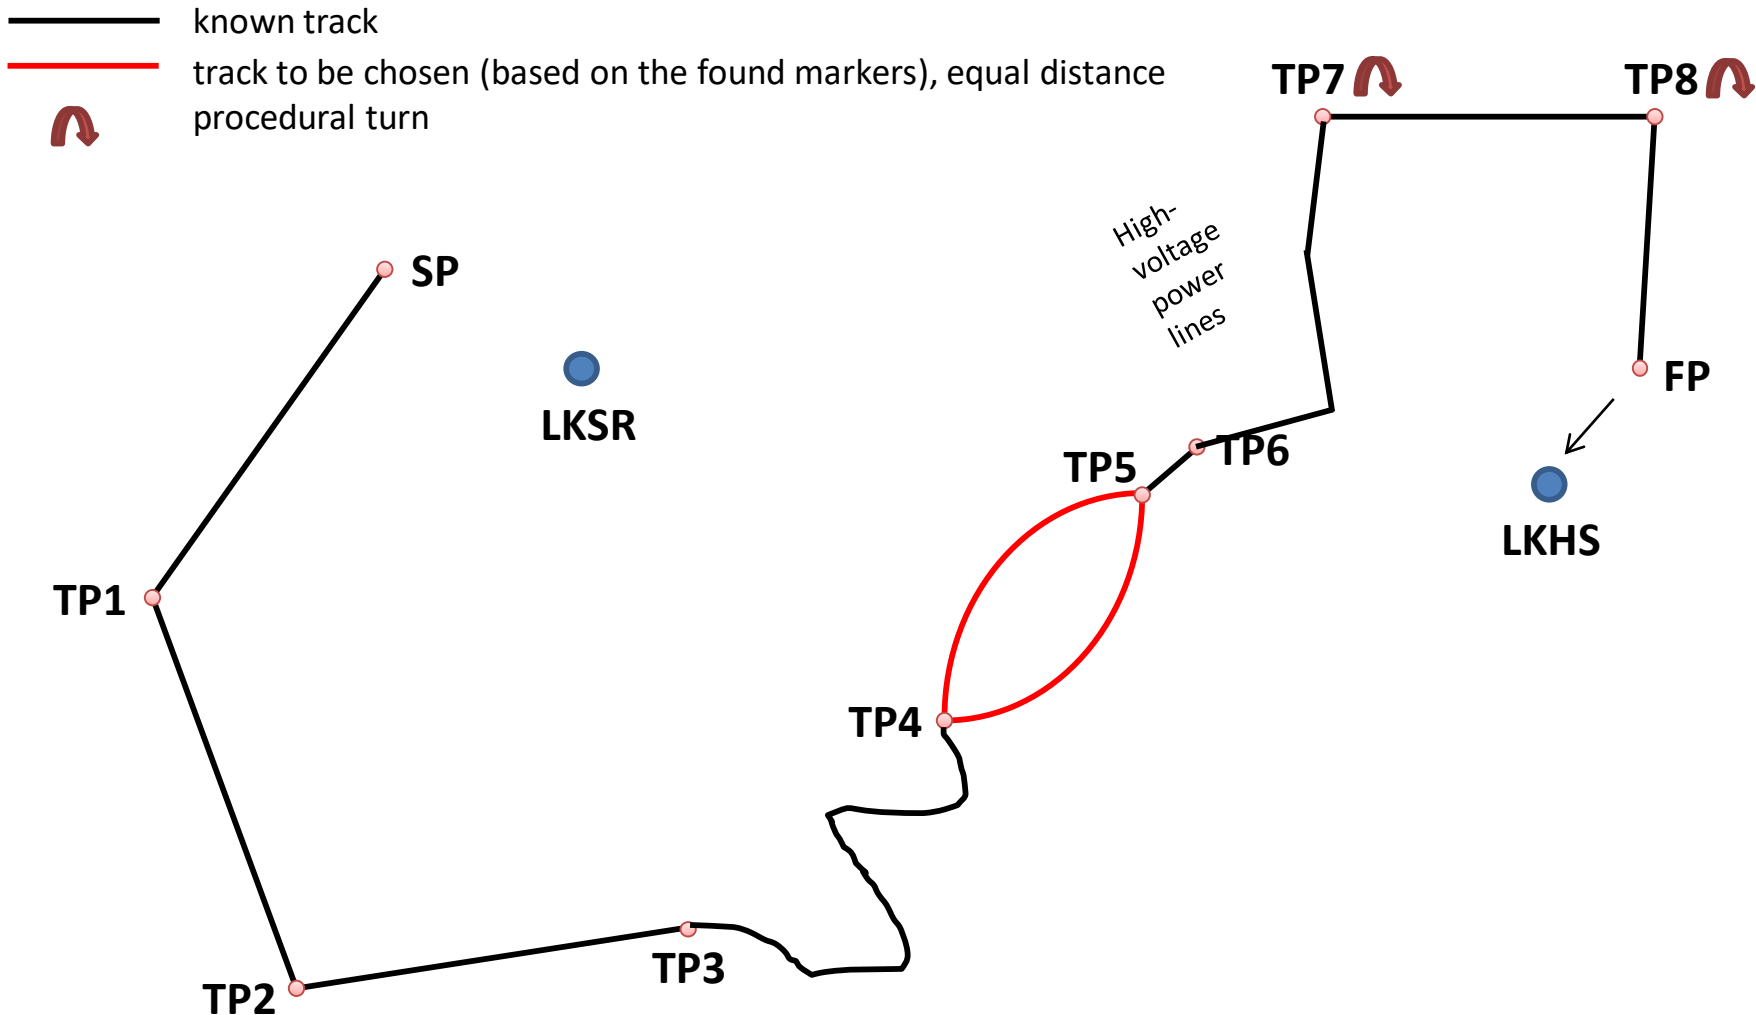 known track
track to be chosen (based on the found markers), equal distance
procedural turn
TP7
TP8
High-
voltage
power
lines
SP
LKSR
FP
TP6
TP5
LKHS
TP1
TP4
TP3
TP2